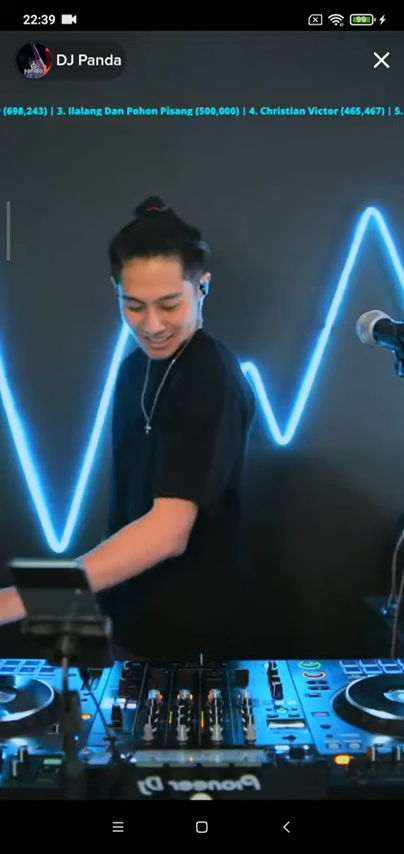 22:39
99
DJ Panda
(698,243) | 3. Ilalang Dan Pohon Pisang (500,000) | 4. Christian Victor (465,467) | 5.
Pioneer Dj